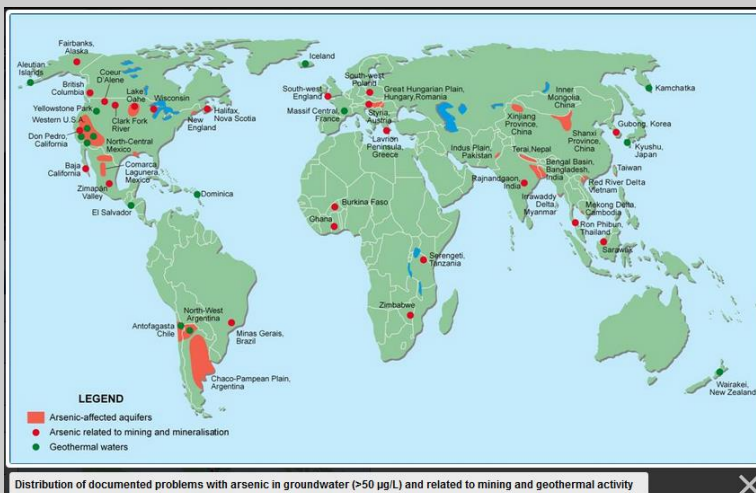 Fairbanks,
Alaska
Aleutian
Islands
Coeur
D'Alene
British
Columbia
Lake
Oahe
Wisconsin
Yellowstone Park
Clark Fork
River
Halifax,
Nova Scotia
New
England
Western U.S.A.
Don Pedro,
California
North-Central
Mexico
Baja
California
Comarca
Lagunera,
Mexico
Zimapán
Valley
El Salvador
Dominica
Iceland
South-west
England
South-west
Poland
Great Hungarian Plain,
Hungary,Romania
Massif Central,
France
Styria,
Austria
Lavrion
Peninsula,
Greece
Burkina Faso
Ghana
Serengeti,
Tanzania
Zimbabwe
Inner
Mongolia,
China
Kamchatka
Xinjiang
Province,
China
Gubong, Korea
Shanxi
Province,
China
Kyushu,
Japan
Indus Plain,
Pakistan
Terai,Nepal
Bengal Basin,
Bangladesh,
India
Taiwan
Rajnandgaon,
India
Red River Delta
Vietnam
Irrawaddy
Delta,
Myanmar
Mekong Delta,
Cambodia
Ron Phibun,
Thailand
Sarawak
North-West
Argentina
Antofagasta
Chile
Minas Gerais,
Brazil
Chaco-Pampean Plain,
Argentina
Wairakei,
New Zealand
LEGEND
Arsenic-affected aquifers
Arsenic related to mining and mineralisation
Geothermal waters
Distribution of documented problems with arsenic in groundwater (>50 µg/L) and related to mining and geothermal activity